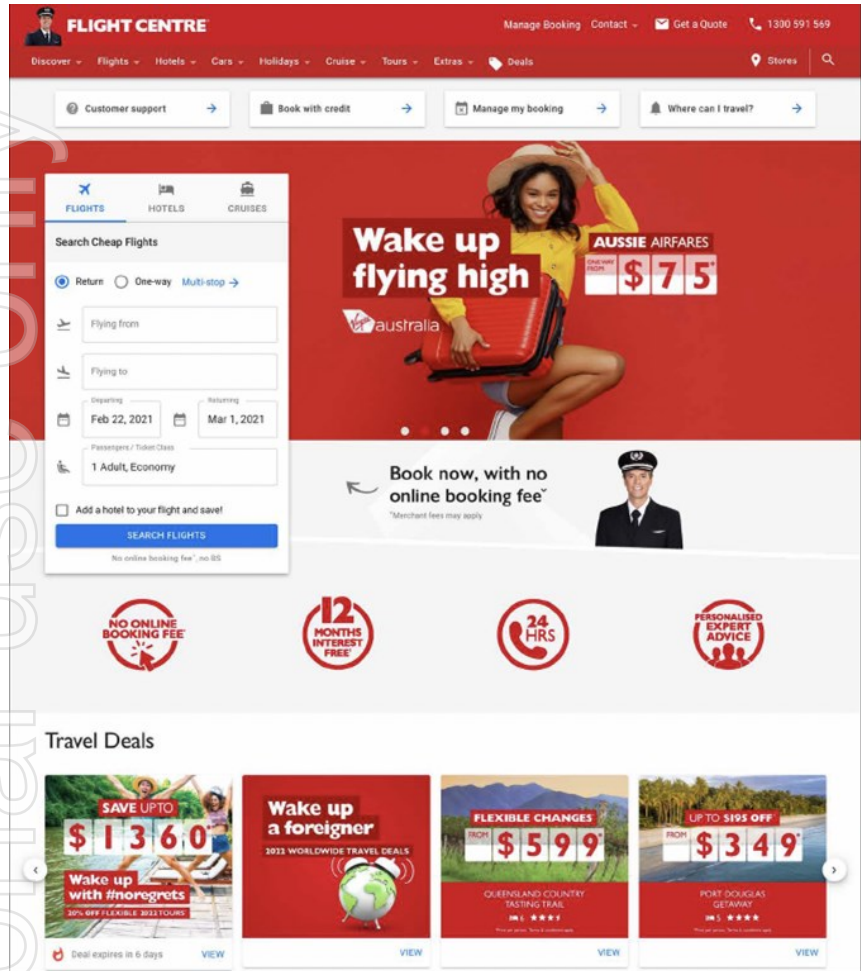 FLIGHT CENTRE
Manage Booking Contact Get a Quote 1300 591 569
Discover Flights Hotels Cars Holidays Cruise Tours Extras Deals Stores
Customer support
Book with credit
Manage my booking
Where can I travel?
FLIGHTS HOTELS CRUISES
Search Cheap Flights
Return One-way Multi-stop
Flying from
Flying to
Departing
Feb 22, 2021
Returning
Mar 1, 2021
Passengers / Ticket Class
1 Adult, Economy
Add a hotel to your flight and save!
SEARCH FLIGHTS
No online booking fee*, no BS
Wake up
flying high
Virgin australia
AUSSIE AIRFARES
ONE WAY
FROM
$75*
Book now, with no
online booking fee*
*Merchant fees may apply
NO ONLINE
BOOKING FEE*
12
MONTHS
INTEREST
FREE*
24
HRS
PERSONALISED
EXPERT
ADVICE
Travel Deals
SAVE UP TO
$1360*
Wake up
with #noregrets
20% OFF FLEXIBLE 2022 TOURS*
Deal expires in 6 days
VIEW
Wake up
a foreigner
2022 WORLDWIDE TRAVEL DEALS
VIEW
FLEXIBLE CHANGES
FROM
$599*
QUEENSLAND COUNTRY
TASTING TRAIL
6
VIEW
UP TO $195 OFF*
FROM
$349*
PORT DOUGLAS
GETAWAY
5
VIEW